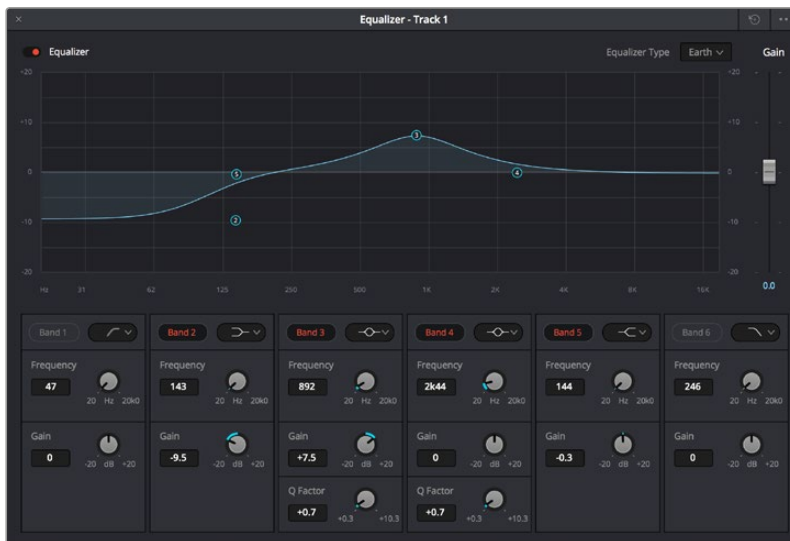 Equalizer - Track 1
Equalizer
Equalizer Type Earth Gain
+20 +20
+10 +10
0 0
-10 -10
-20 -20
5 3 4 2
Hz 31 62 125 250 500 1K 2K 4K 8K 16K
0.0
Band 1 Band 2 Band 3 Band 4 Band 5 Band 6
Frequency Frequency Frequency Frequency Frequency Frequency
47 143 892 2k44 144 246
20 Hz 20k0 20 Hz 20k0 20 Hz 20k0 20 Hz 20k0 20 Hz 20k0 20 Hz 20k0
Gain Gain Gain Gain Gain Gain
0 -9.5 +7.5 0 -0.3 0
-20 dB +20 -20 dB +20 -20 dB +20 -20 dB +20 -20 dB +20 -20 dB +20
Q Factor Q Factor
+0.7 +0.7
+0.3 +10.3 +0.3 +10.3